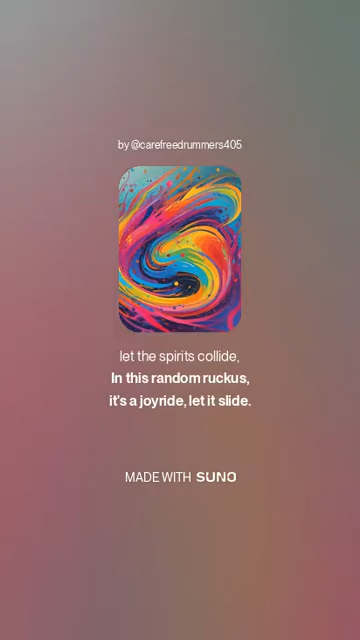 by @carefreedrummers405
let the spirits collide,
In this random ruckus,
it's a joyride, let it slide.
MADE WITH SUNO